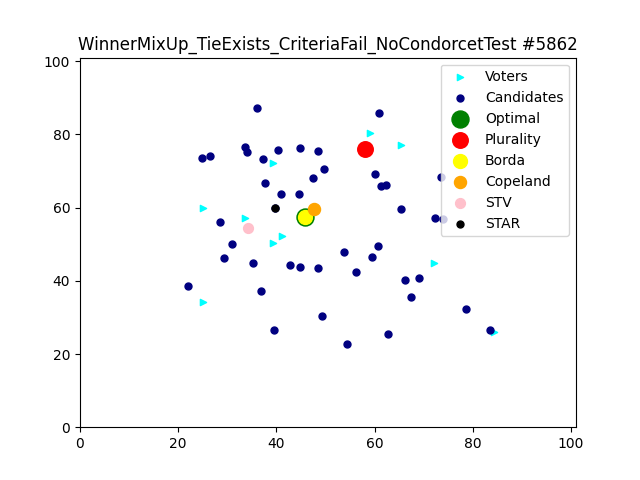 WinnerMixUp_TieExists_CriteriaFail_NoCondorcetTest #5862
100
80
60
40
20
0
0 20 40 60 80 100
Voters
Candidates
Optimal
Plurality
Borda
Copeland
STV
STAR